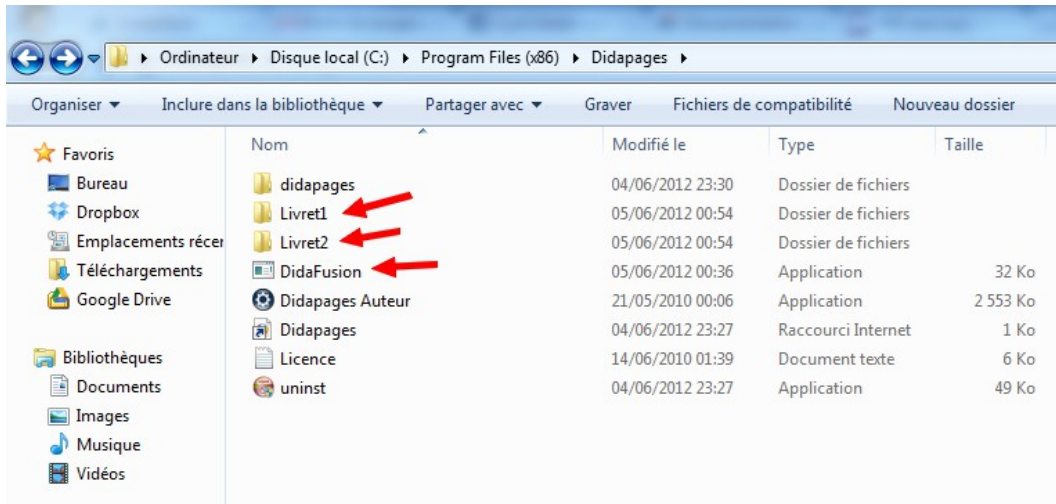 Ordinateur ▸ Disque local (C:) ▸ Program Files (x86) ▸ Didapages ▸
Organiser ▾ Inclure dans la bibliothèque ▾ Partager avec ▾ Graver Fichiers de compatibilité Nouveau dossier
Favoris
Bureau
Dropbox
Emplacements récer
Téléchargements
Google Drive
Bibliothèques
Documents
Images
Musique
Vidéos
Nom Modifié le Type Taille
didapages 04/06/2012 23:30 Dossier de fichiers
Livret1 05/06/2012 00:54 Dossier de fichiers
Livret2 05/06/2012 00:54 Dossier de fichiers
DidaFusion 05/06/2012 00:36 Application 32 Ko
Didapages Auteur 21/05/2010 00:06 Application 2 553 Ko
Didapages 04/06/2012 23:27 Raccourci Internet 1 Ko
Licence 14/06/2010 01:39 Document texte 6 Ko
uninst 04/06/2012 23:27 Application 49 Ko